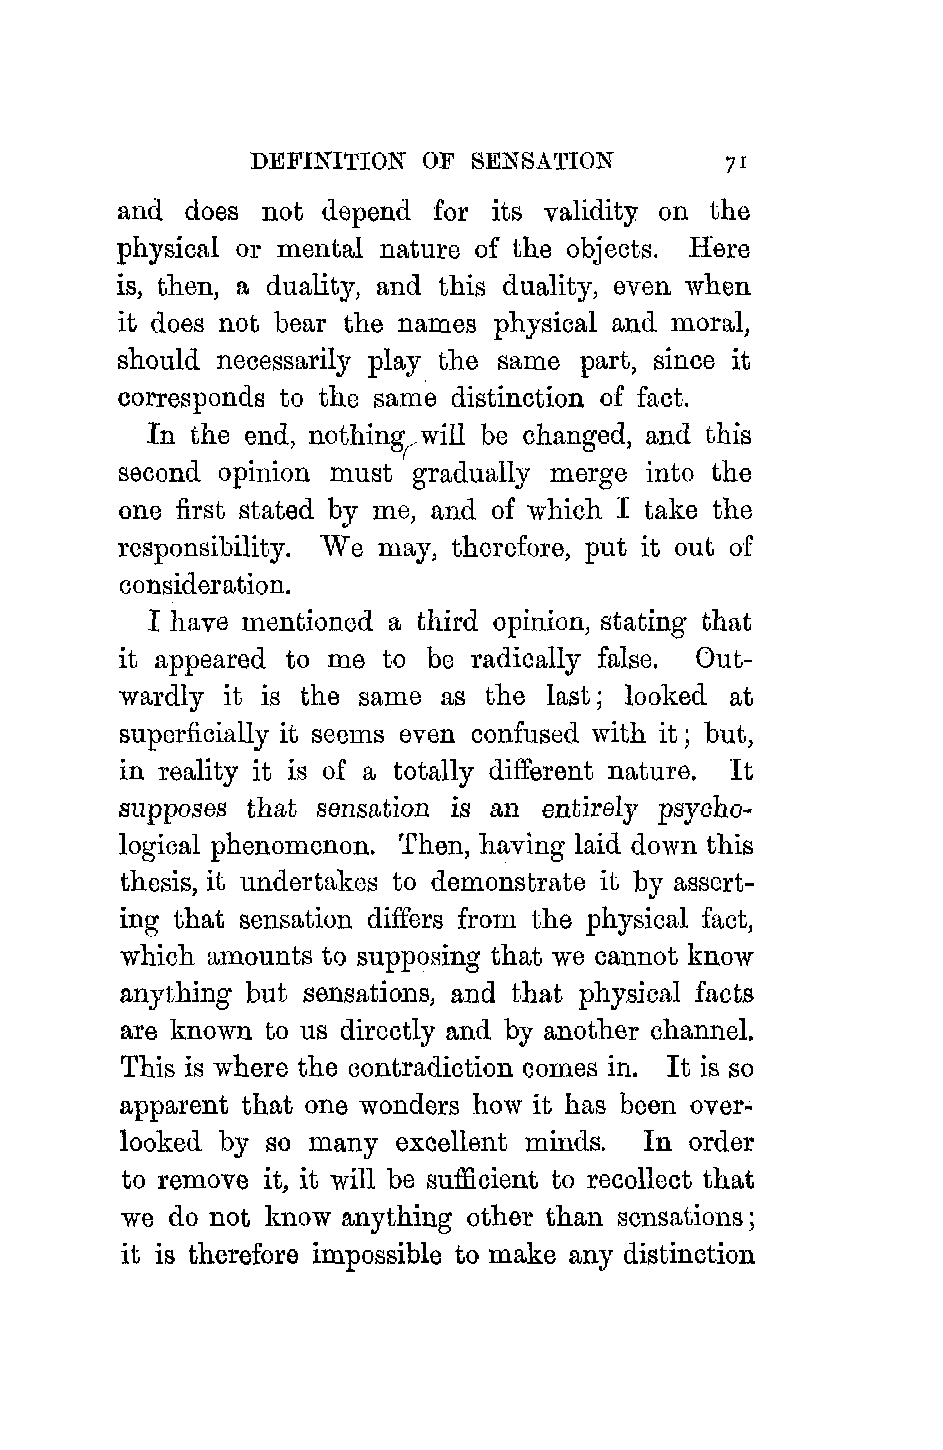 DEFINITION OF SENSATION 71
and does not depend for its validity on the
physical or mental nature of the objects. Here
is, then, a duality, and this duality, even when
it does not bear the names physical and moral,
should necessarily play the same part, since it
corresponds to the same distinction of fact.
In the end, nothing will be changed, and this
second opinion must gradually merge into the
one first stated by me, and of which I take the
responsibility. We may, therefore, put it out of
consideration.
I have mentioned a third opinion, stating that
it appeared to me to be radically false. Out-
wardly it is the same as the last; looked at
superficially it seems even confused with it; but,
in reality it is of a totally different nature. It
supposes that sensation is an entirely psycho-
logical phenomenon. Then, having laid down this
thesis, it undertakes to demonstrate it by assert-
ing that sensation differs from the physical fact,
which amounts to supposing that we cannot know
anything but sensations, and that physical facts
are known to us directly and by another channel.
This is where the contradiction comes in. It is so
apparent that one wonders how it has been over-
looked by so many excellent minds. In order
to remove it, it will be sufficient to recollect that
we do not know anything other than sensations;
it is therefore impossible to make any distinction